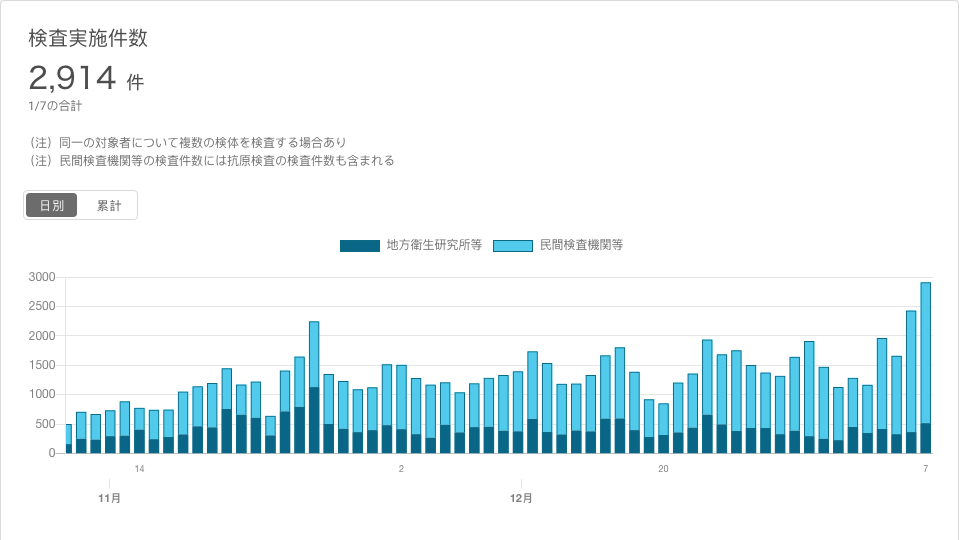 検査実施件数
2,914 件
1/7の合計
（注）同一の対象者について複数の検体を検査する場合あり
（注）民間検査機関等の検査件数には抗原検査の検査件数も含まれる
日別 累計
地方衛生研究所等 民間検査機関等
3000
2500
2000
1500
1000
500
0
14 2 20 7
11月 12月